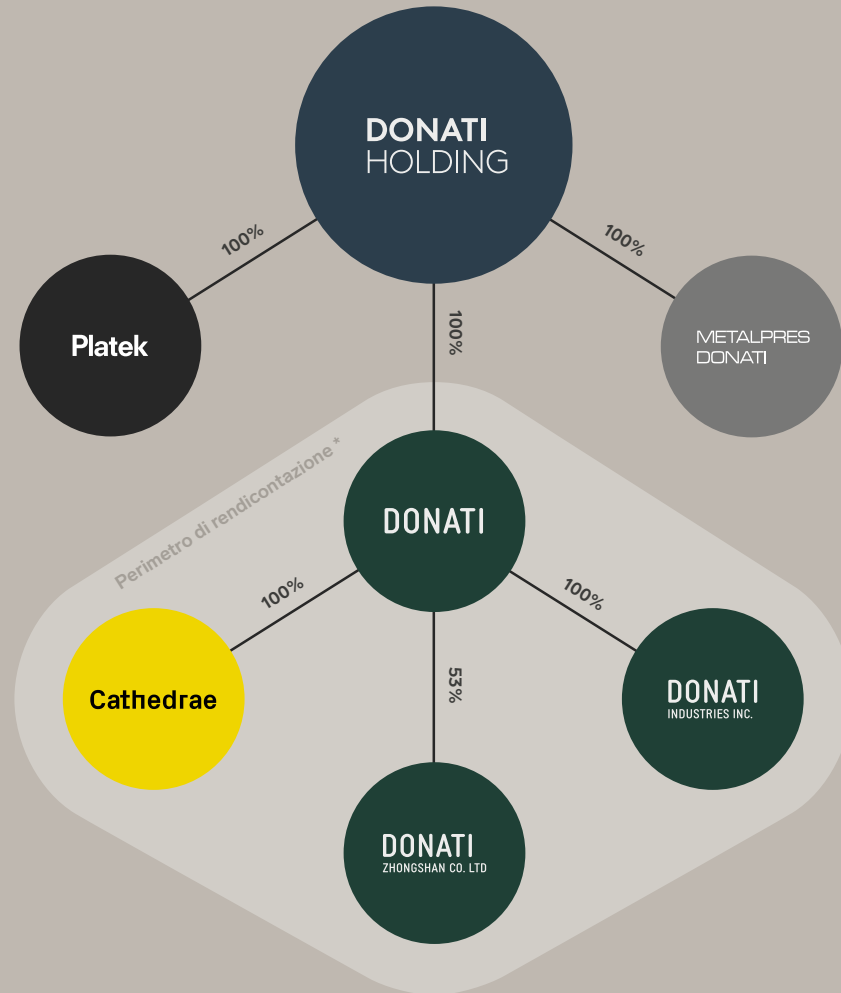 DONATI
HOLDING
100%
100%
100%
Platek
METALPRES
DONATI
Perimetro di rendicontazione *
DONATI
100%
100%
53%
Cathedrae
DONATI
INDUSTRIES INC.
DONATI
ZHONGSHAN CO. LTD